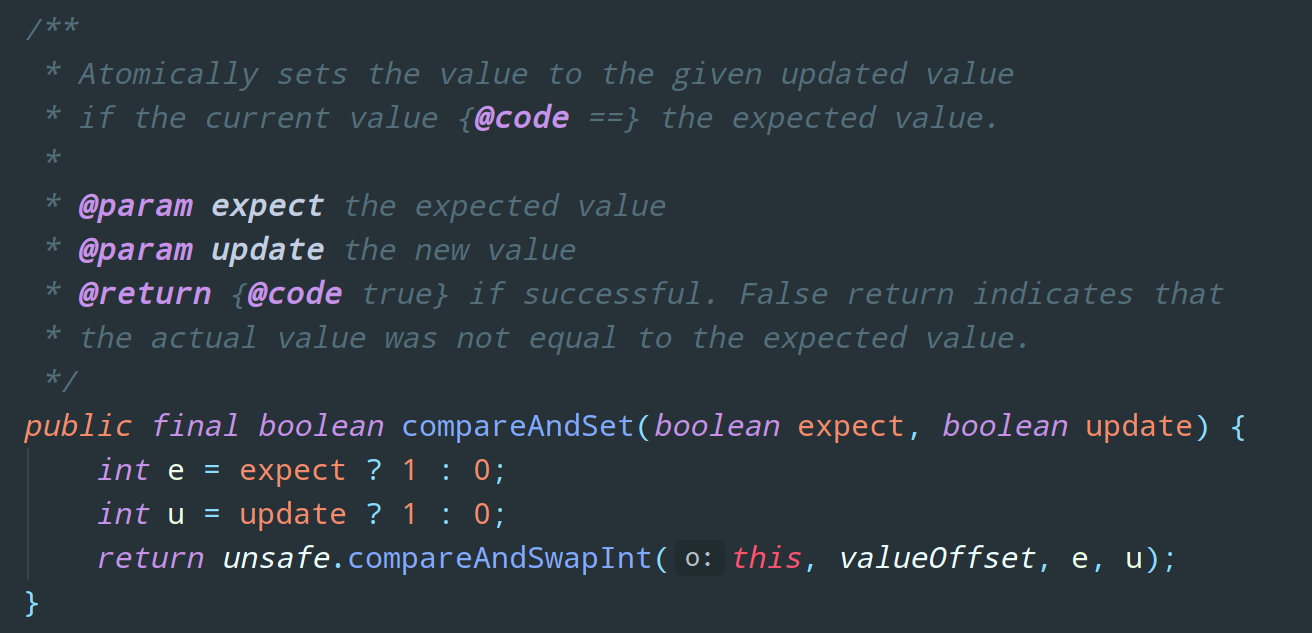 /**
 * Atomically sets the value to the given updated value
 * if the current value {@code ==} the expected value.
 *
 * @param expect the expected value
 * @param update the new value
 * @return {@code true} if successful. False return indicates that
 * the actual value was not equal to the expected value.
 */
public final boolean compareAndSet(boolean expect, boolean update) {
    int e = expect ? 1 : 0;
    int u = update ? 1 : 0;
    return unsafe.compareAndSwapInt( o: this, valueOffset, e, u);
}